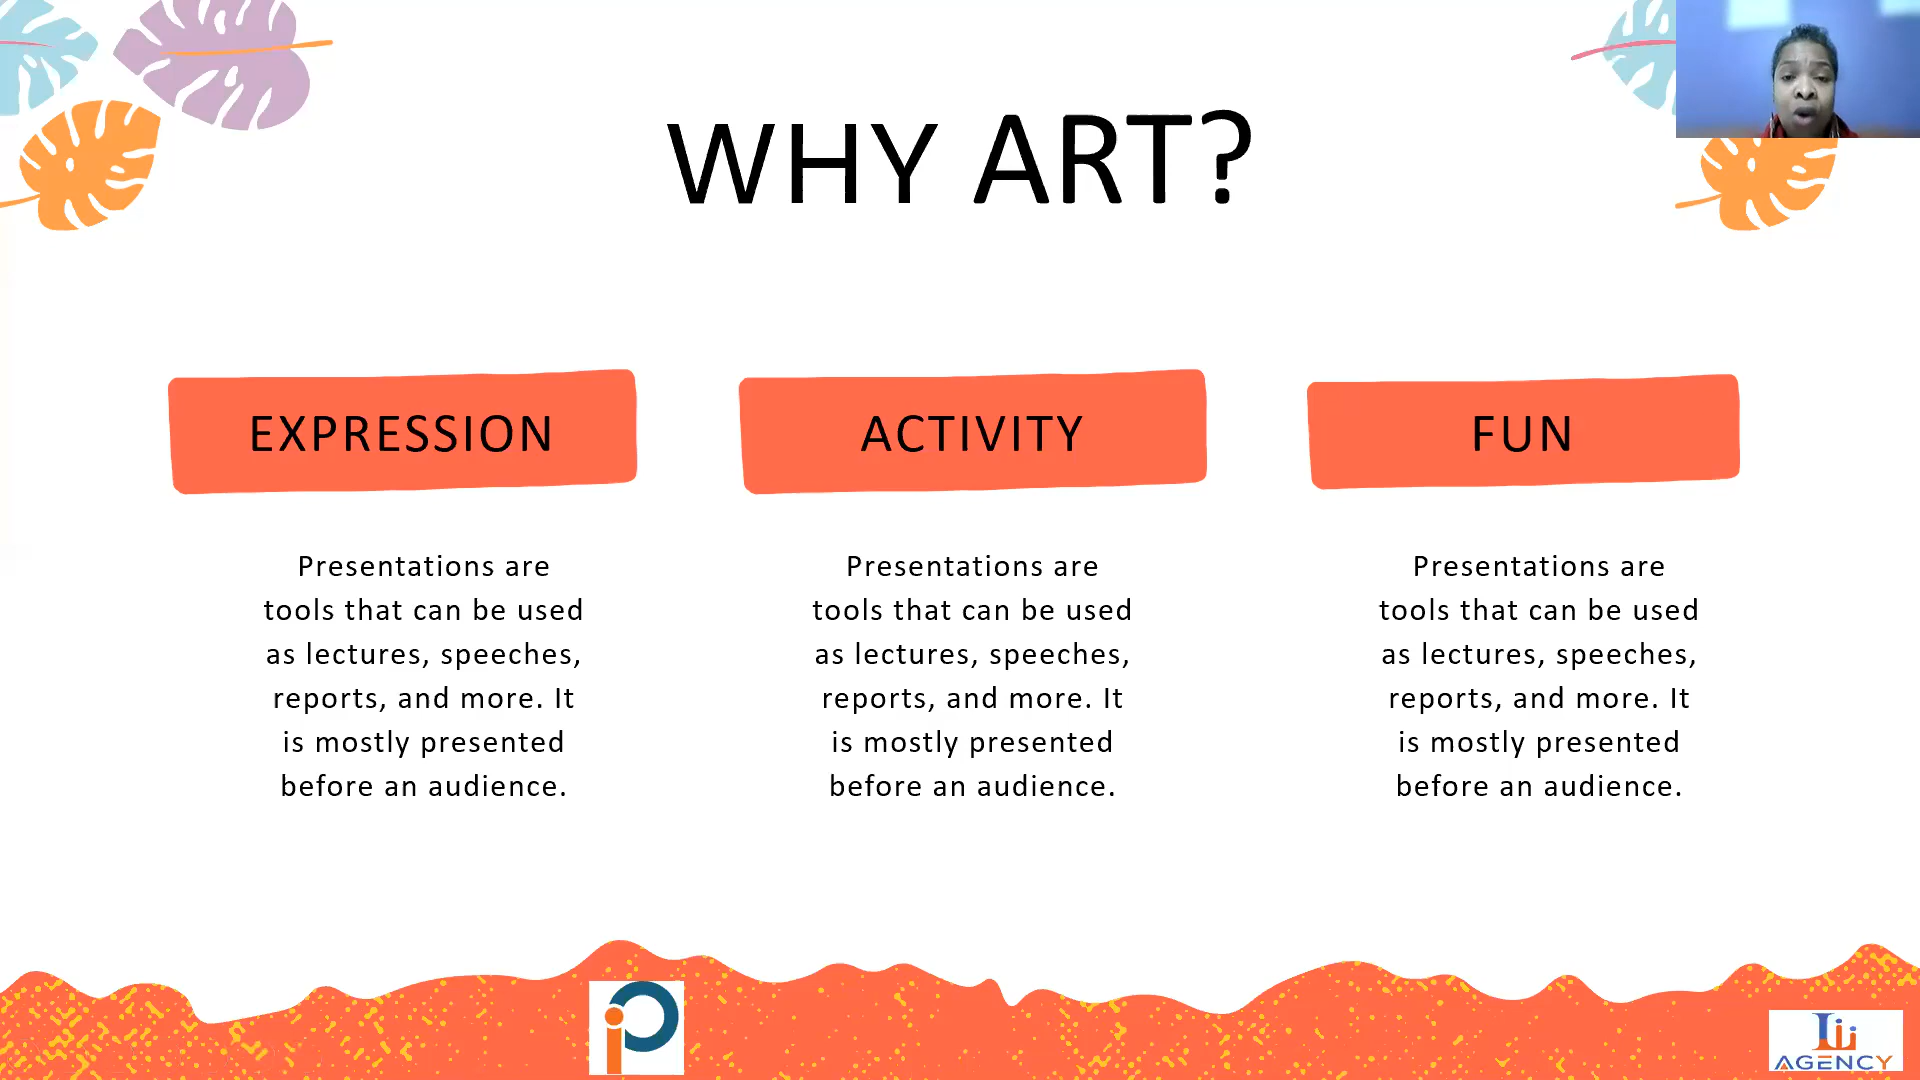 WHY ART?
EXPRESSION
Presentations are
tools that can be used
as lectures, speeches,
reports, and more. It
is mostly presented
before an audience.
ACTIVITY
Presentations are
tools that can be used
as lectures, speeches,
reports, and more. It
is mostly presented
before an audience.
FUN
Presentations are
tools that can be used
as lectures, speeches,
reports, and more. It
is mostly presented
before an audience.
AGENCY